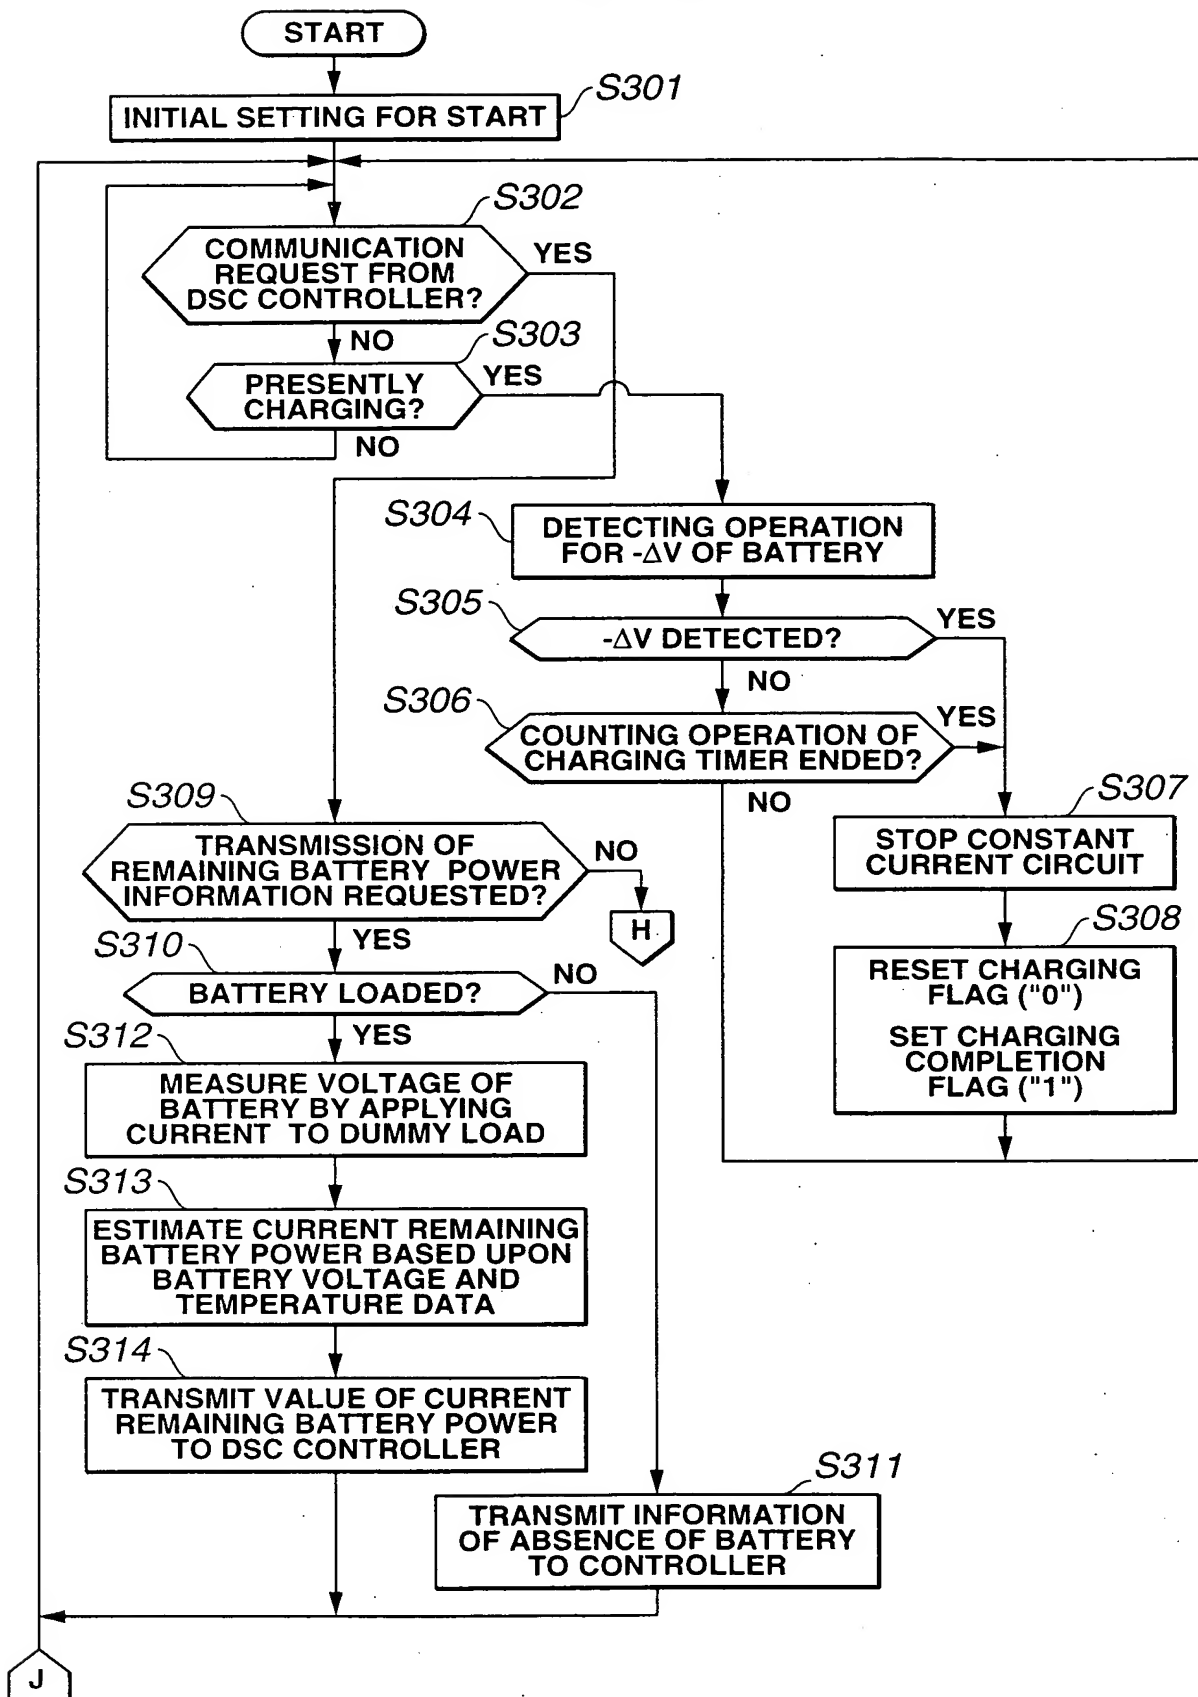 START
S301
INITIAL SETTING FOR START
S302
COMMUNICATION
REQUEST FROM
DSC CONTROLLER?
YES
NO
S303
PRESENTLY
CHARGING?
YES
NO
S304
DETECTING OPERATION
FOR -ΔV OF BATTERY
S305
-ΔV DETECTED?
YES
NO
S306
COUNTING OPERATION OF
CHARGING TIMER ENDED?
YES
NO
S307
STOP CONSTANT
CURRENT CIRCUIT
S308
RESET CHARGING
FLAG ("0")
SET CHARGING
COMPLETION
FLAG ("1")
S309
TRANSMISSION OF
REMAINING BATTERY POWER
INFORMATION REQUESTED?
NO
H
YES
S310
BATTERY LOADED?
NO
YES
S312
MEASURE VOLTAGE OF
BATTERY BY APPLYING
CURRENT TO DUMMY LOAD
S313
ESTIMATE CURRENT REMAINING
BATTERY POWER BASED UPON
BATTERY VOLTAGE AND
TEMPERATURE DATA
S314
TRANSMIT VALUE OF CURRENT
REMAINING BATTERY POWER
TO DSC CONTROLLER
S311
TRANSMIT INFORMATION
OF ABSENCE OF BATTERY
TO CONTROLLER
J